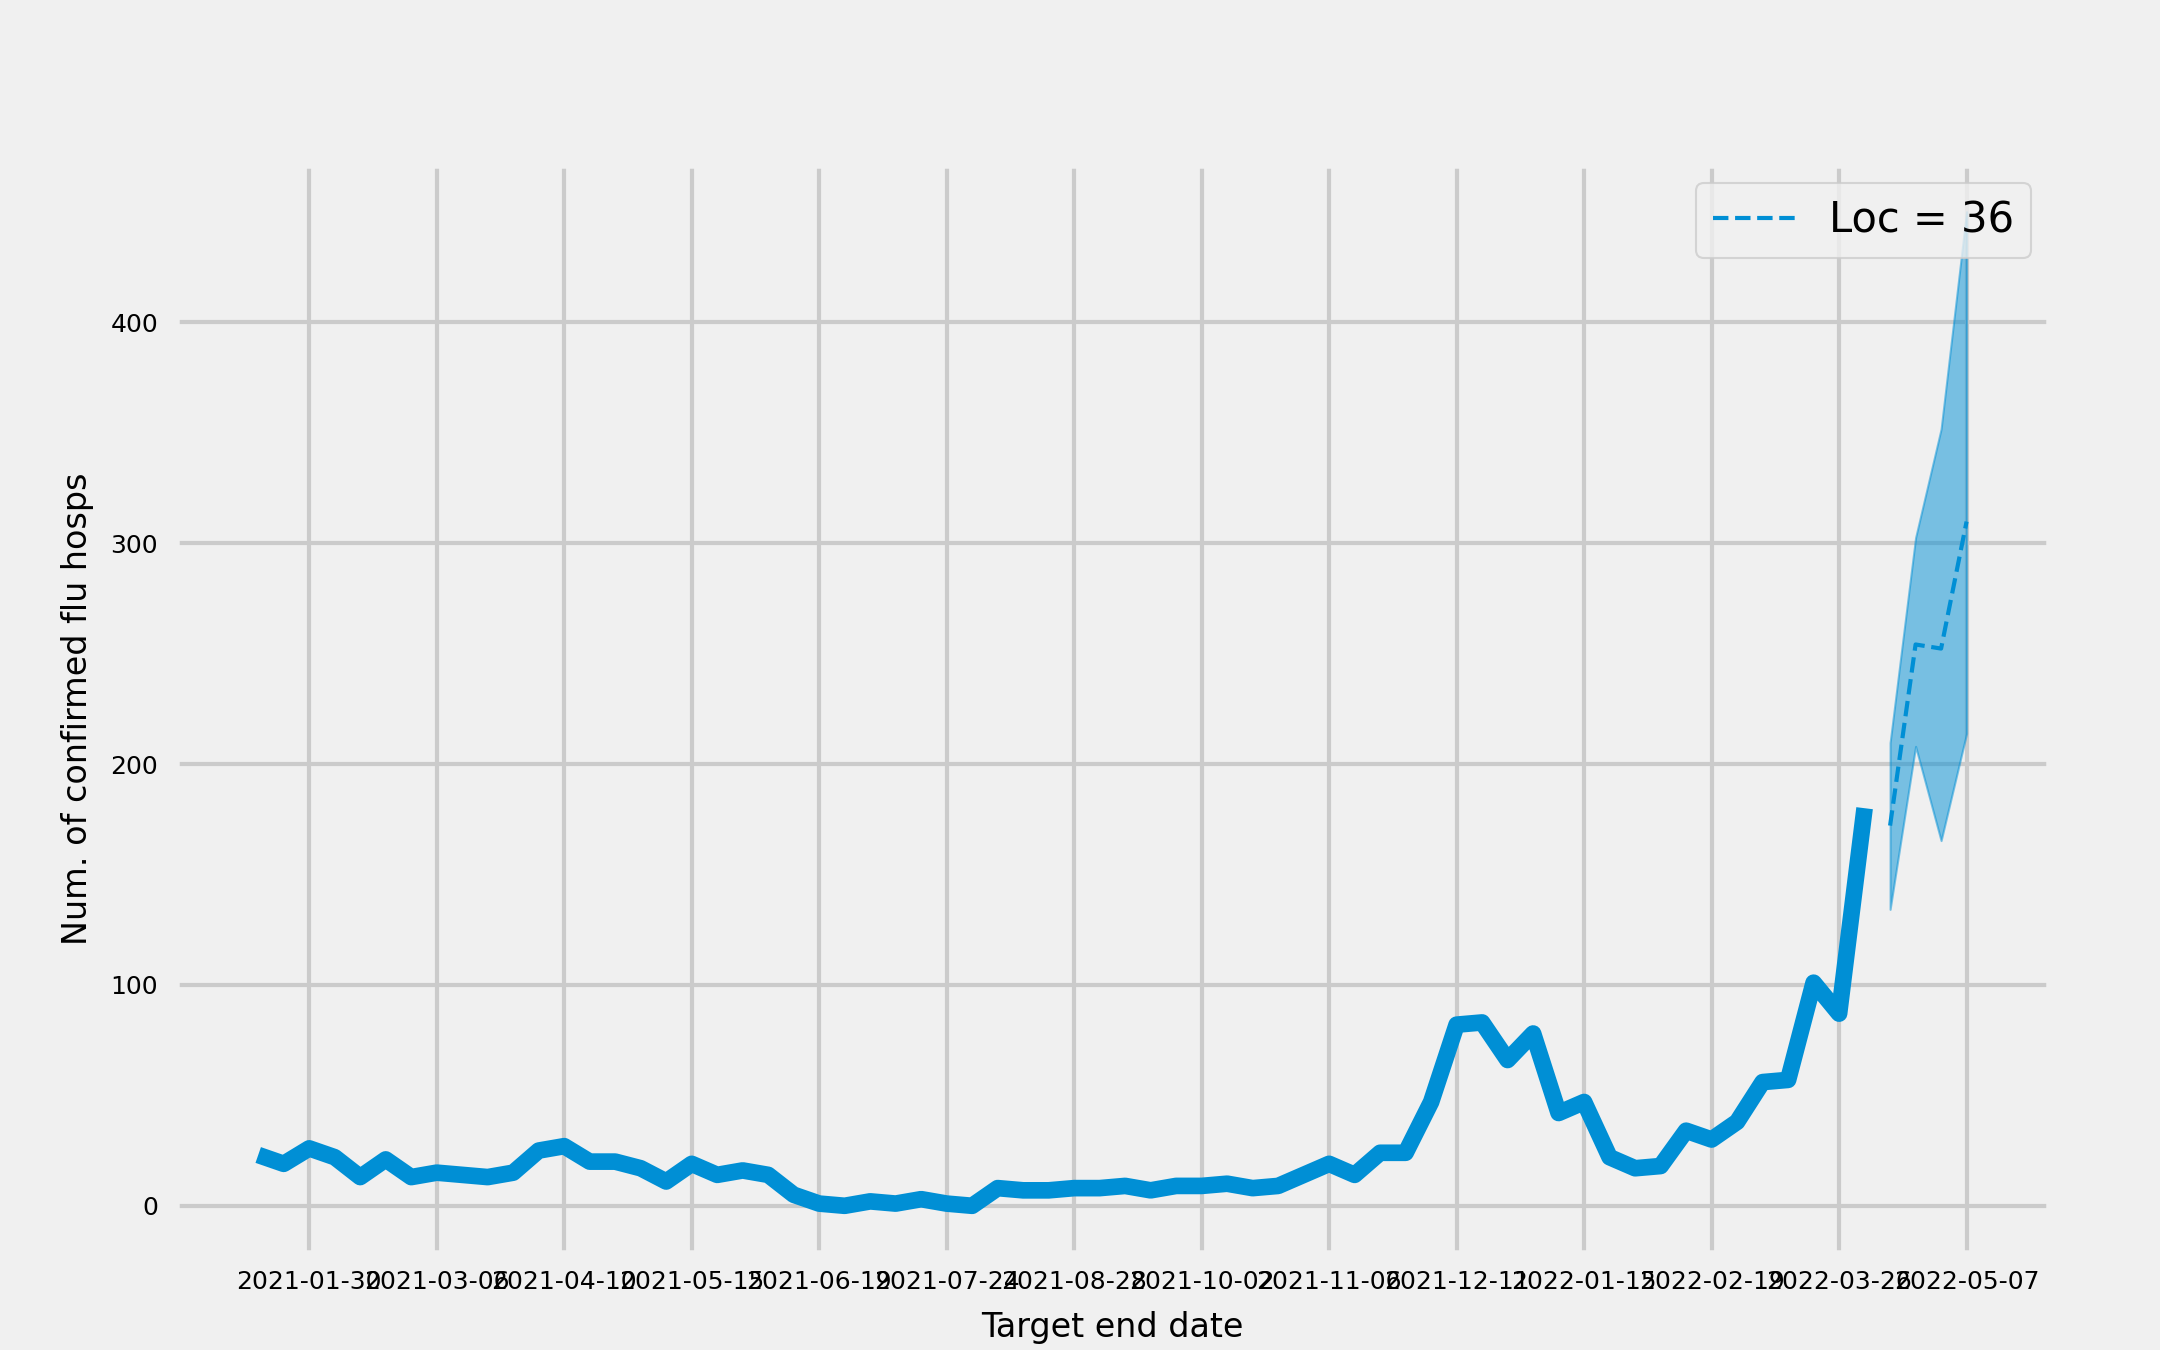 Loc = 36
400
300
200
100
0
Num. of confirmed flu hosps
2021-01-30 2021-03-06 2021-04-10 2021-05-15 2021-06-19 2021-07-24 2021-08-28 2021-10-02 2021-11-06 2021-12-11 2022-01-15 2022-02-19 2022-03-26 2022-05-07
Target end date